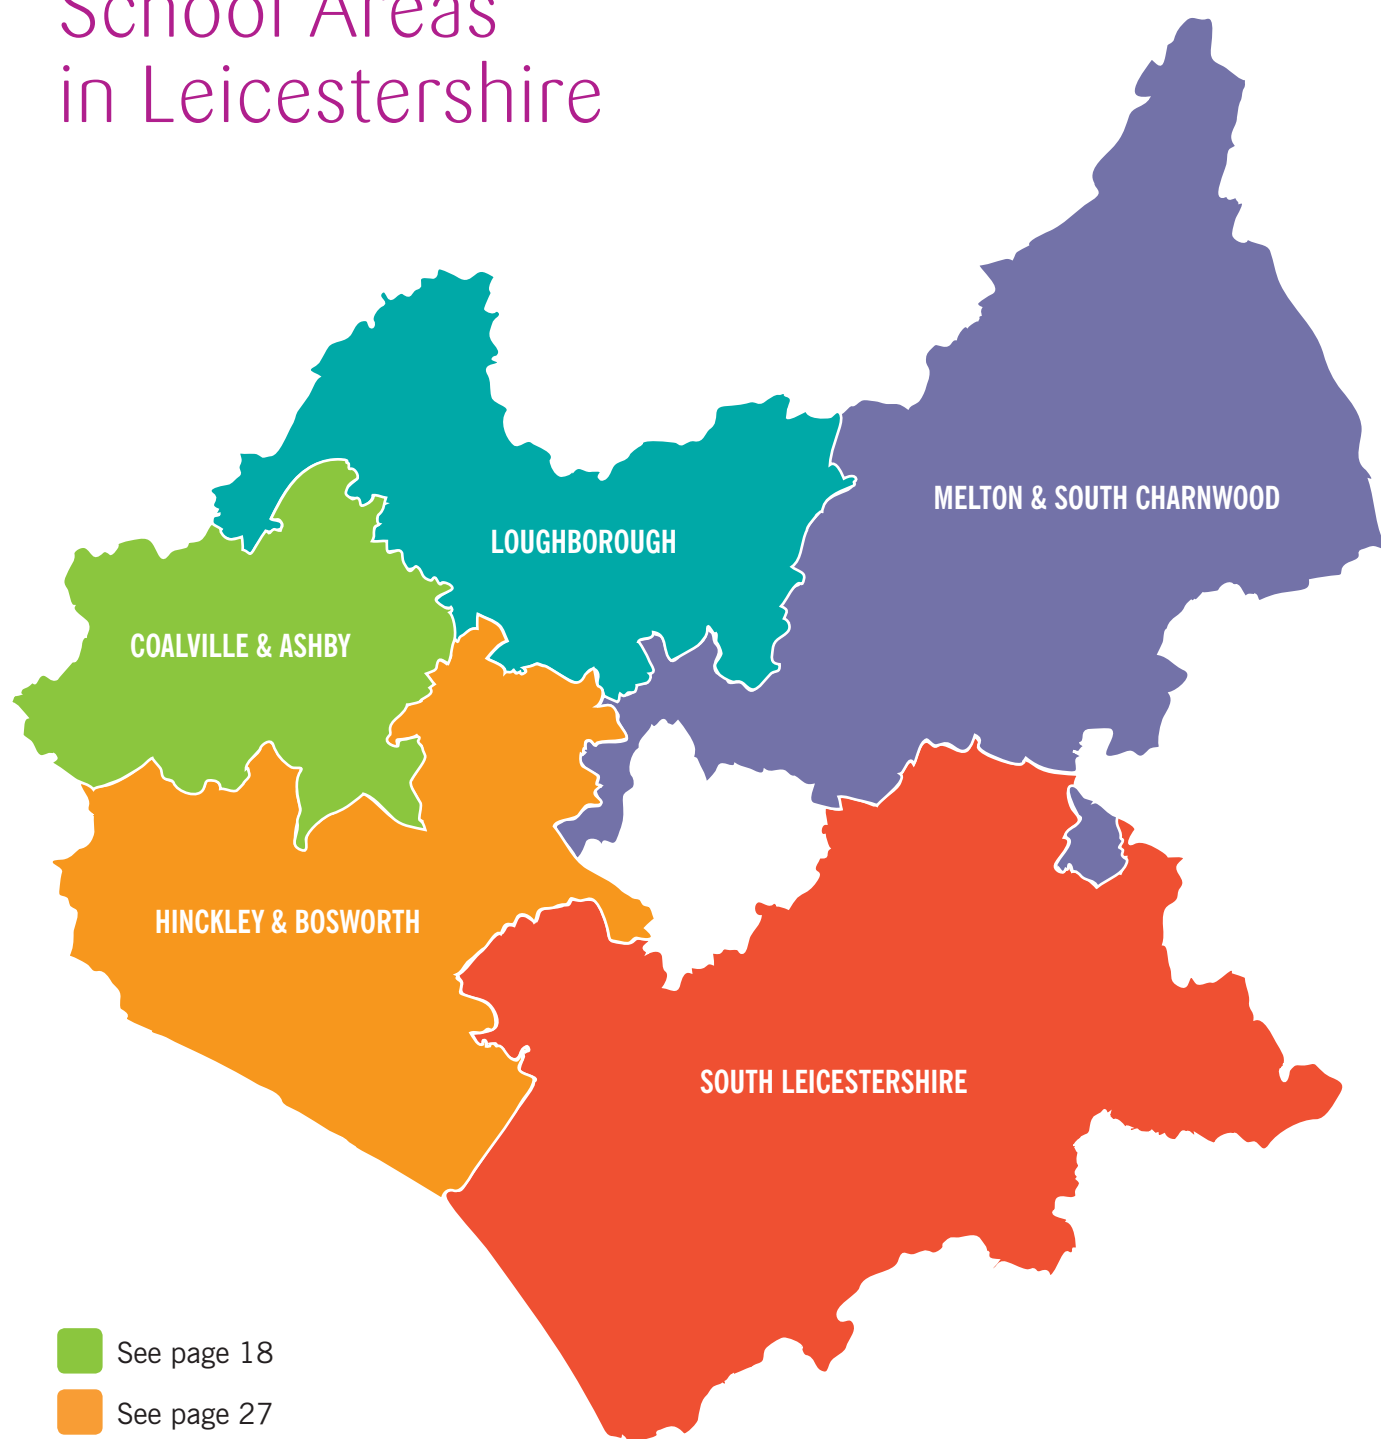 School Areas
in Leicestershire
MELTON & SOUTH CHARNWOOD
LOUGHBOROUGH
COALVILLE & ASHBY
HINCKLEY & BOSWORTH
SOUTH LEICESTERSHIRE
See page 18
See page 27